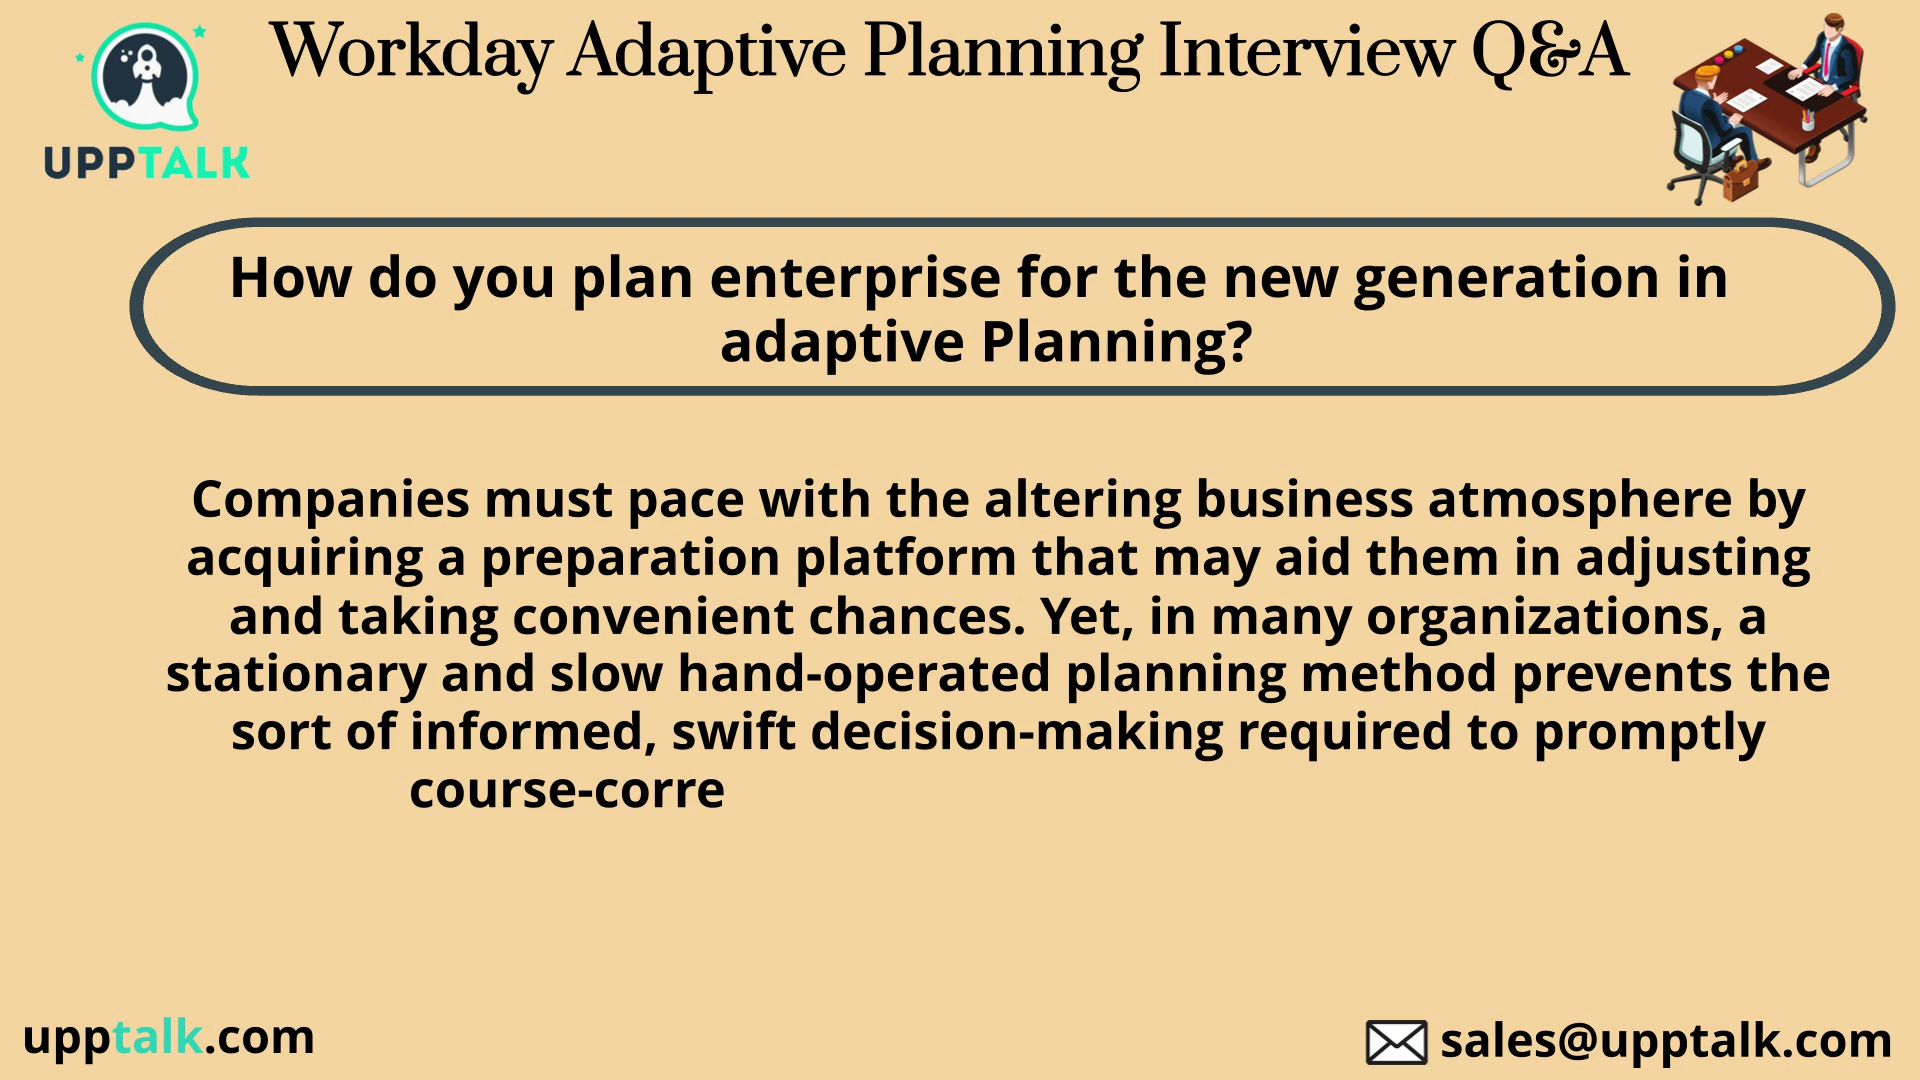 Workday Adaptive Planning Interview Q&A
UPPTALK
How do you plan enterprise for the new generation in
adaptive Planning?
Companies must pace with the altering business atmosphere by
acquiring a preparation platform that may aid them in adjusting
and taking convenient chances. Yet, in many organizations, a
stationary and slow hand-operated planning method prevents the
sort of informed, swift decision-making required to promptly
course-corre
upptalk.com
sales@upptalk.com